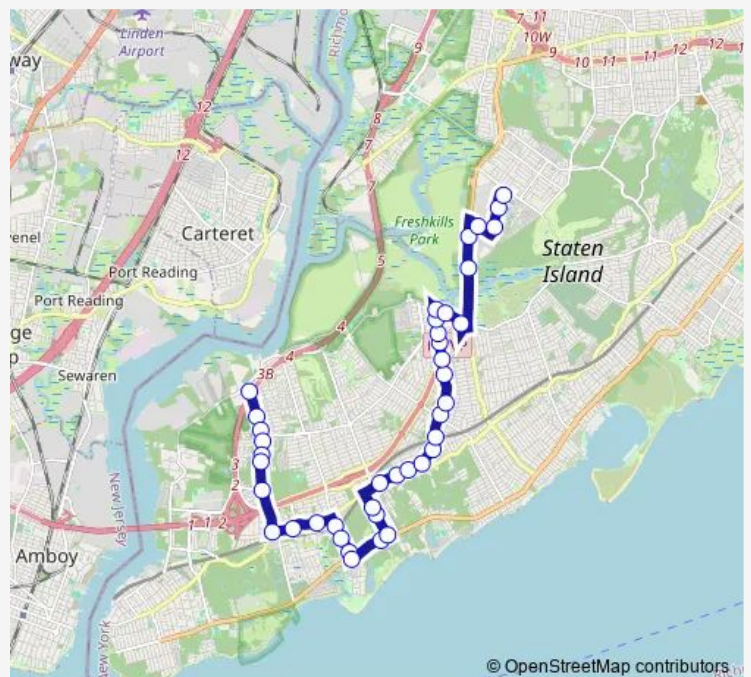 Linden
Airport
Richmo
7
11
10W
9
10
11
11
12
12
1
way
9
12
8
7
12
7
Carteret
Freshkills
Park
Staten
Island
enel
Port Reading
5
Port Reading
ge
4
4
Sewaren
3B
3
2
New Jersey
1
1
2
Amboy
New York
© OpenStreetMap contributors